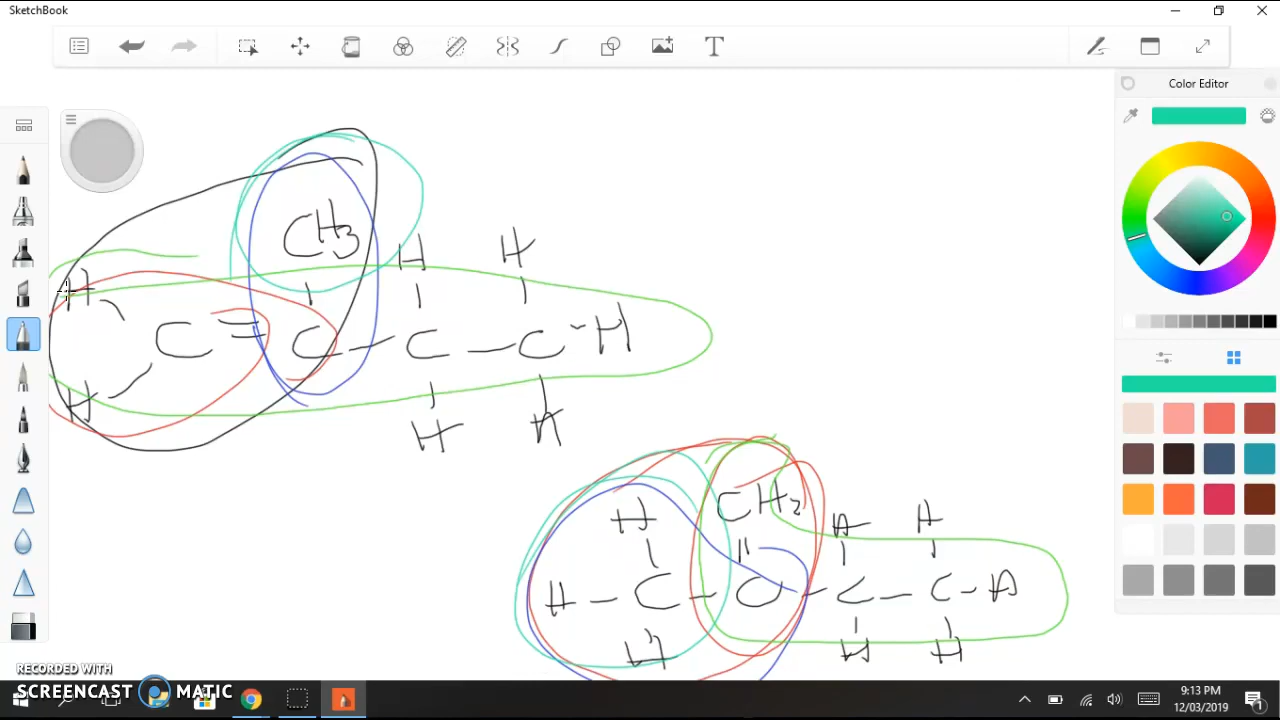 SketchBook
T
Color Editor
CH3
H H
H
C = C - C - C - H
H
H H
CH2
H H H
H - C - C - C - C - H
H H H
RECORDED WITH
SCREENCAST MATIC
9:13 PM
12/03/2019